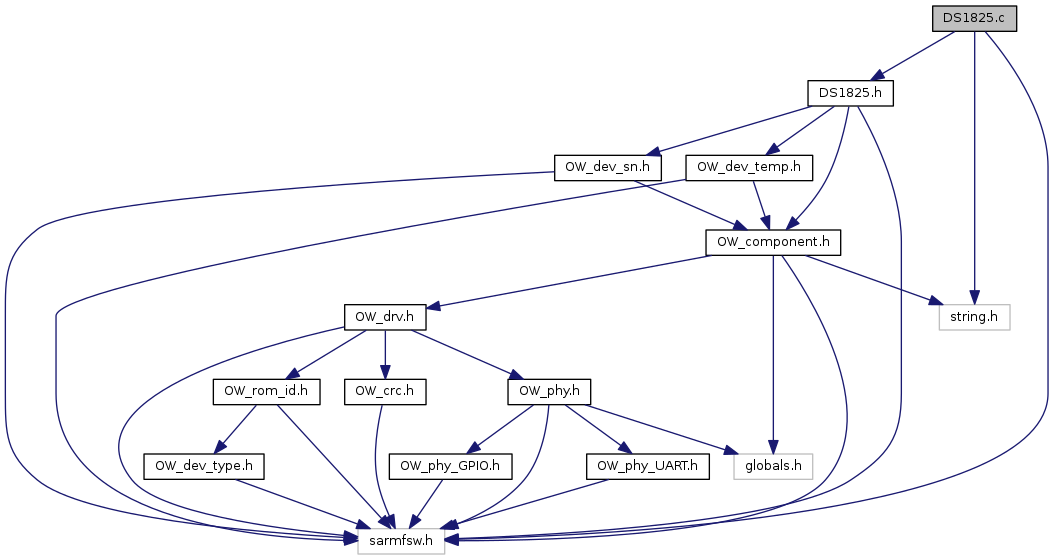 DS1825.c
DS1825.h
OW_dev_sn.h
OW_dev_temp.h
OW_component.h
OW_drv.h
string.h
OW_rom_id.h
OW_crc.h
OW_phy.h
OW_dev_type.h
OW_phy_GPIO.h
OW_phy_UART.h
globals.h
sarmfsw.h